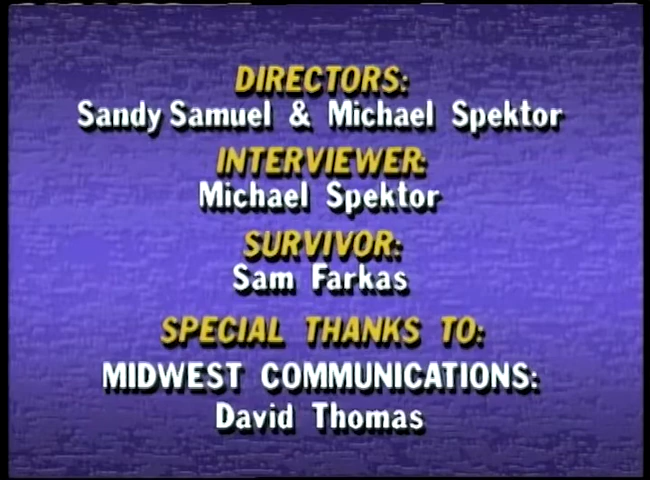 DIRECTORS:
Sandy Samuel & Michael Spektor
INTERVIEWER:
Michael Spektor
SURVIVOR:
Sam Farkas
SPECIAL THANKS TO:
MIDWEST COMMUNICATIONS:
David Thomas